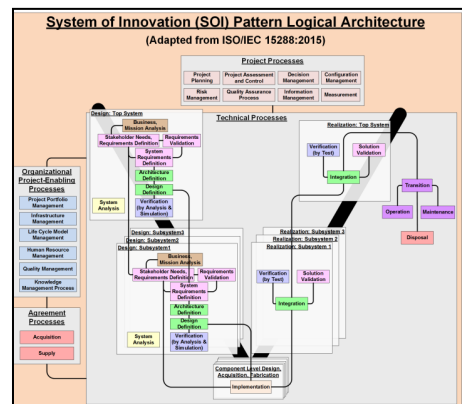 System of Innovation (SOI) Pattern Logical Architecture
(Adapted from ISO/IEC 15288:2015)
Project Processes
Project
Planning
Project Assessment
and Control
Decision
Management
Configuration
Management
Risk
Management
Quality Assurance
Process
Information
Management
Measurement
Technical Processes
Design: Top System
Business,
Mission Analysis
Stakeholder Needs,
Requirements Definition
Requirements
Validation
System
Requirements
Definition
Architecture
Definition
Design
Definition
System
Analysis
Verification
(by Analysis &
Simulation)
Realization: Top System
Verification
(by Test)
Solution
Validation
Integration
Transition
Operation
Maintenance
Disposal
Organizational
Project-Enabling
Processes
Project Portfolio
Management
Infrastructure
Management
Life Cycle Model
Management
Human Resource
Management
Quality Management
Knowledge
Management Process
Agreement
Processes
Acquisition
Supply
Design: Subsystem3
Design: Subsystem2
Design: Subsystem1
Business,
Mission Analysis
Stakeholder Needs,
Requirements Definition
Requirements
Validation
System
Requirements
Definition
Architecture
Definition
Design
Definition
System
Analysis
Verification
(by Analysis &
Simulation)
Realization: Subsystem 3
Realization: Subsystem 2
Realization: Subsystem 1
Verification
(by Test)
Solution
Validation
Integration
Component Level Design,
Acquisition, Fabrication
Implementation